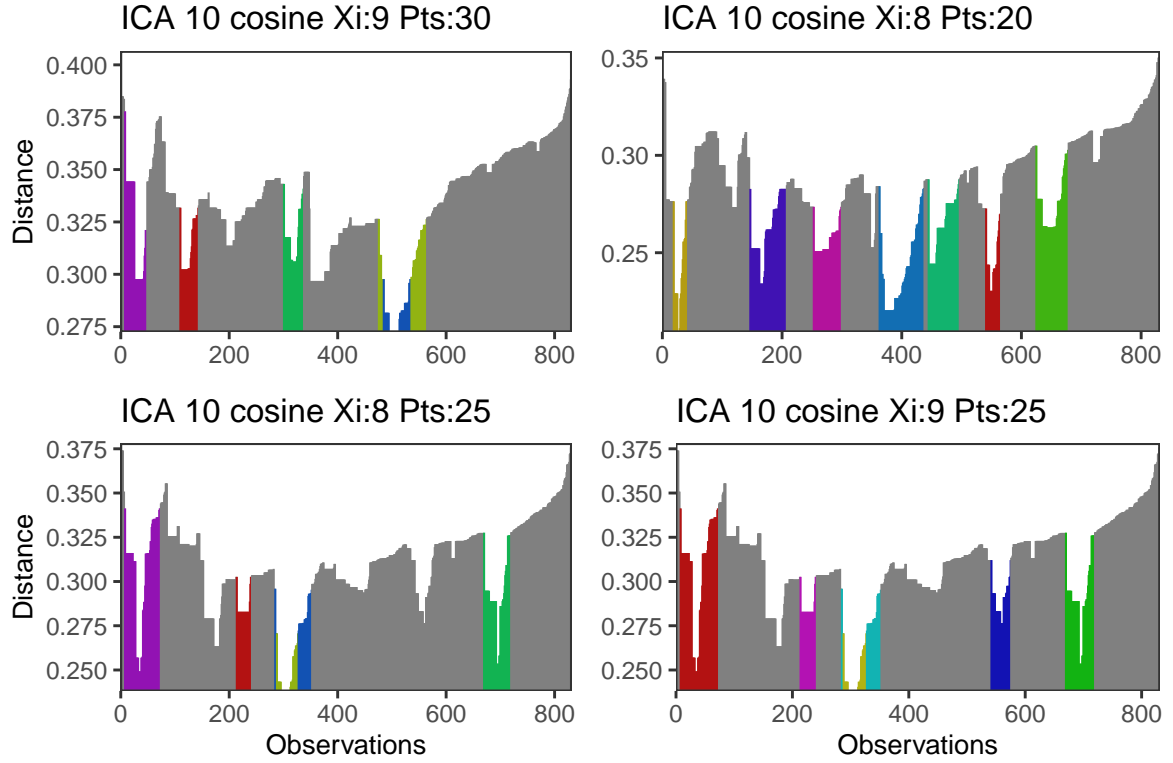 ICA 10 cosine Xi:9 Pts:30
0.400
0.375
0.350
0.325
0.300
0.275
Distance
0 200 400 600 800
ICA 10 cosine Xi:8 Pts:20
0.35
0.30
0.25
0 200 400 600 800
ICA 10 cosine Xi:8 Pts:25
0.375
0.350
0.325
0.300
0.275
0.250
Distance
0 200 400 600 800
Observations
ICA 10 cosine Xi:9 Pts:25
0.375
0.350
0.325
0.300
0.275
0.250
0 200 400 600 800
Observations